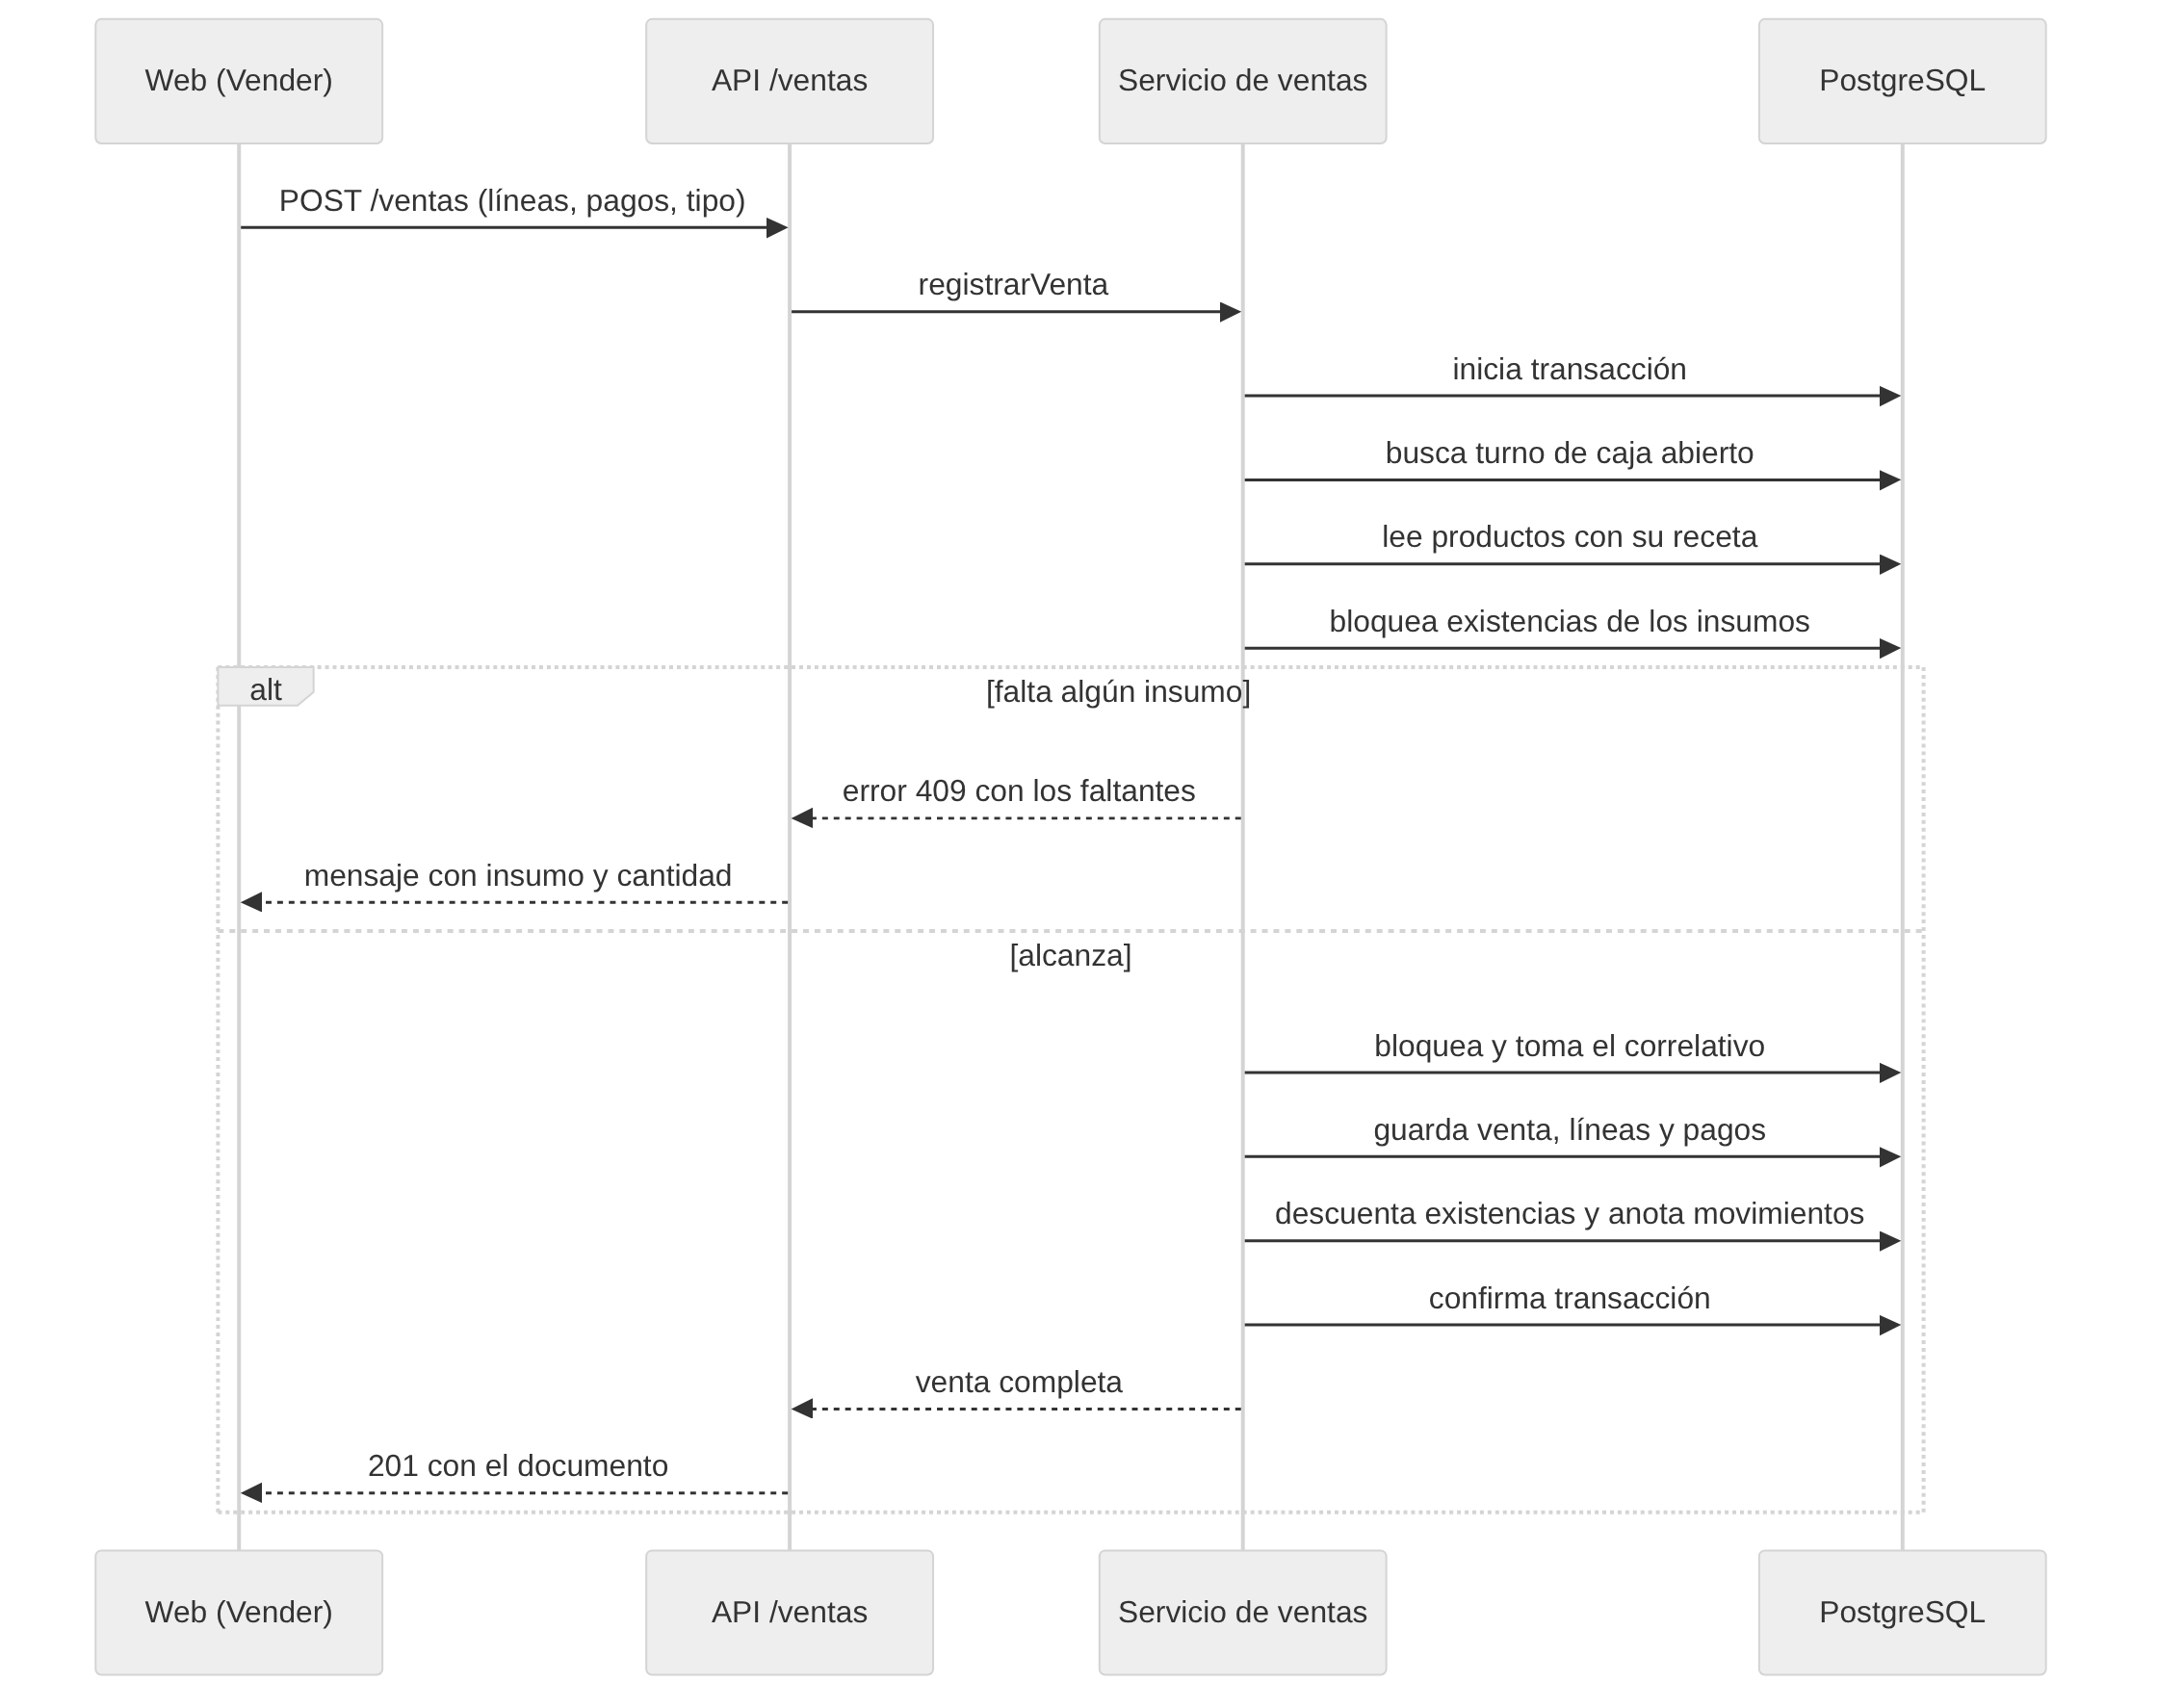 Web (Vender)
API /ventas
Servicio de ventas
PostgreSQL
POST /ventas (líneas, pagos, tipo)
registrarVenta
inicia transacción
busca turno de caja abierto
lee productos con su receta
bloquea existencias de los insumos
alt
[falta algún insumo]
error 409 con los faltantes
mensaje con insumo y cantidad
[alcanza]
bloquea y toma el correlativo
guarda venta, líneas y pagos
descuenta existencias y anota movimientos
confirma transacción
venta completa
201 con el documento
Web (Vender)
API /ventas
Servicio de ventas
PostgreSQL